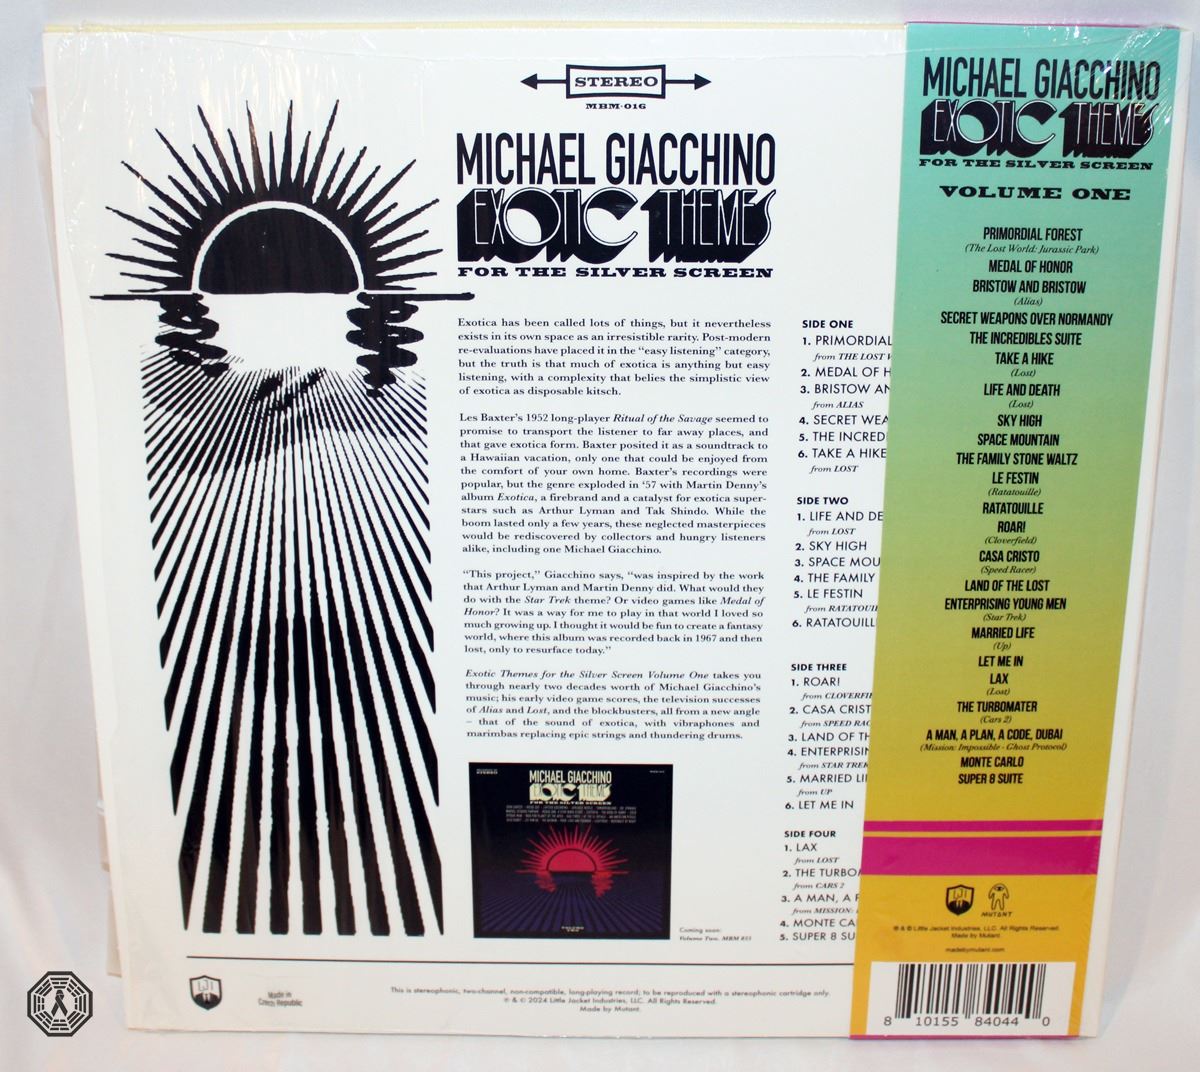 STEREO
MBM-016
MICHAEL GIACCHINO
EXOTIC THEMES
FOR THE SILVER SCREEN
Exotica has been called lots of things, but it nevertheless
exists in its own space as an irresistible rarity. Post-modern
re-evaluations have placed it in the “easy listening” category,
but the truth is that much of exotica is anything but easy
listening, with a complexity that belies the simplistic view
of exotica as disposable kitsch.
Les Baxter’s 1952 long-player Ritual of the Savage seemed to
promise to transport the listener to far away places, and
that gave exotica form. Baxter posited it as a soundtrack to
a Hawaiian vacation, only one that could be enjoyed from
the comfort of your own home. Baxter’s recordings were
popular, but the genre exploded in ‘57 with Martin Denny’s
album Exotica, a firebrand and a catalyst for exotica super-
stars such as Arthur Lyman and Tak Shindo. While the
boom lasted only a few years, these neglected masterpieces
would be rediscovered by collectors and hungry listeners
alike, including one Michael Giacchino.
“This project,” Giacchino says, “was inspired by the work
that Arthur Lyman and Martin Denny did. What would they
do with the Star Trek theme? Or video games like Medal of
Honor? It was a way for me to play in that world I loved so
much growing up. I thought it would be fun to create a fantasy
world, where this album was recorded back in 1967 and then
lost, only to resurface today.”
Exotic Themes for the Silver Screen Volume One takes you
through nearly two decades worth of Michael Giacchino’s
music; his early video game scores, the television successes
of Alias and Lost, and the blockbusters, all from a new angle
– that of the sound of exotica, with vibraphones and
marimbas replacing epic strings and thundering drums.
STEREO
MICHAEL GIACCHINO
EXOTIC THEMES
FOR THE SILVER SCREEN
VOLUME
TWO
Coming soon:
Volume Two. MBM 033
SIDE ONE
1. PRIMORDIAL
from THE LOST W
2. MEDAL OF H
3. BRISTOW AN
from ALIAS
4. SECRET WEA
5. THE INCRED
6. TAKE A HIKE
from LOST
SIDE TWO
1. LIFE AND DE
from LOST
2. SKY HIGH
3. SPACE MOU
4. THE FAMILY
5. LE FESTIN
from RATATOUI
6. RATATOUILL
SIDE THREE
1. ROAR!
from CLOVERFI
2. CASA CRIST
from SPEED RAC
3. LAND OF TH
4. ENTERPRISIN
from STAR TREK
5. MARRIED LI
from UP
6. LET ME IN
SIDE FOUR
1. LAX
from LOST
2. THE TURBO
from CARS 2
3. A MAN, A P
from MISSION:
4. MONTE CA
5. SUPER 8 SU
LJI
Made in
Czech Republic
This is stereophonic, two-channel, non-compatible, long-playing record; to be reproduced with a stereophonic cartridge only.
℗ & © 2024 Little Jacket Industries, LLC. All Rights Reserved.
Made by Mutant.
MICHAEL GIACCHINO
EXOTIC THEMES
FOR THE SILVER SCREEN
VOLUME ONE
PRIMORDIAL FOREST
(The Lost World: Jurassic Park)
MEDAL OF HONOR
BRISTOW AND BRISTOW
(Alias)
SECRET WEAPONS OVER NORMANDY
THE INCREDIBLES SUITE
TAKE A HIKE
(Lost)
LIFE AND DEATH
(Lost)
SKY HIGH
SPACE MOUNTAIN
THE FAMILY STONE WALTZ
LE FESTIN
(Ratatouille)
RATATOUILLE
ROAR!
(Cloverfield)
CASA CRISTO
(Speed Racer)
LAND OF THE LOST
ENTERPRISING YOUNG MEN
(Star Trek)
MARRIED LIFE
(Up)
LET ME IN
LAX
(Lost)
THE TURBOMATER
(Cars 2)
A MAN, A PLAN, A CODE, DUBAI
(Mission: Impossible - Ghost Protocol)
MONTE CARLO
SUPER 8 SUITE
LJI
MUTANT
℗ & © Little Jacket Industries, LLC. All Rights Reserved.
Made by Mutant.
madebymutant.com
8 10155 84044 0